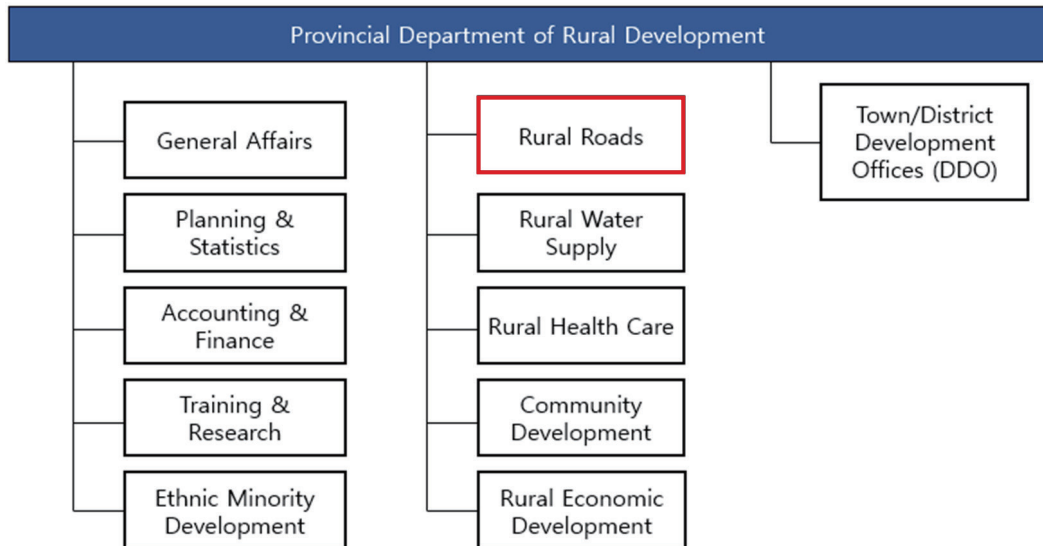 Provincial Department of Rural Development
General Affairs
Planning &
Statistics
Accounting &
Finance
Training &
Research
Ethnic Minority
Development
Rural Roads
Rural Water
Supply
Rural Health Care
Community
Development
Rural Economic
Development
Town/District
Development
Offices (DDO)